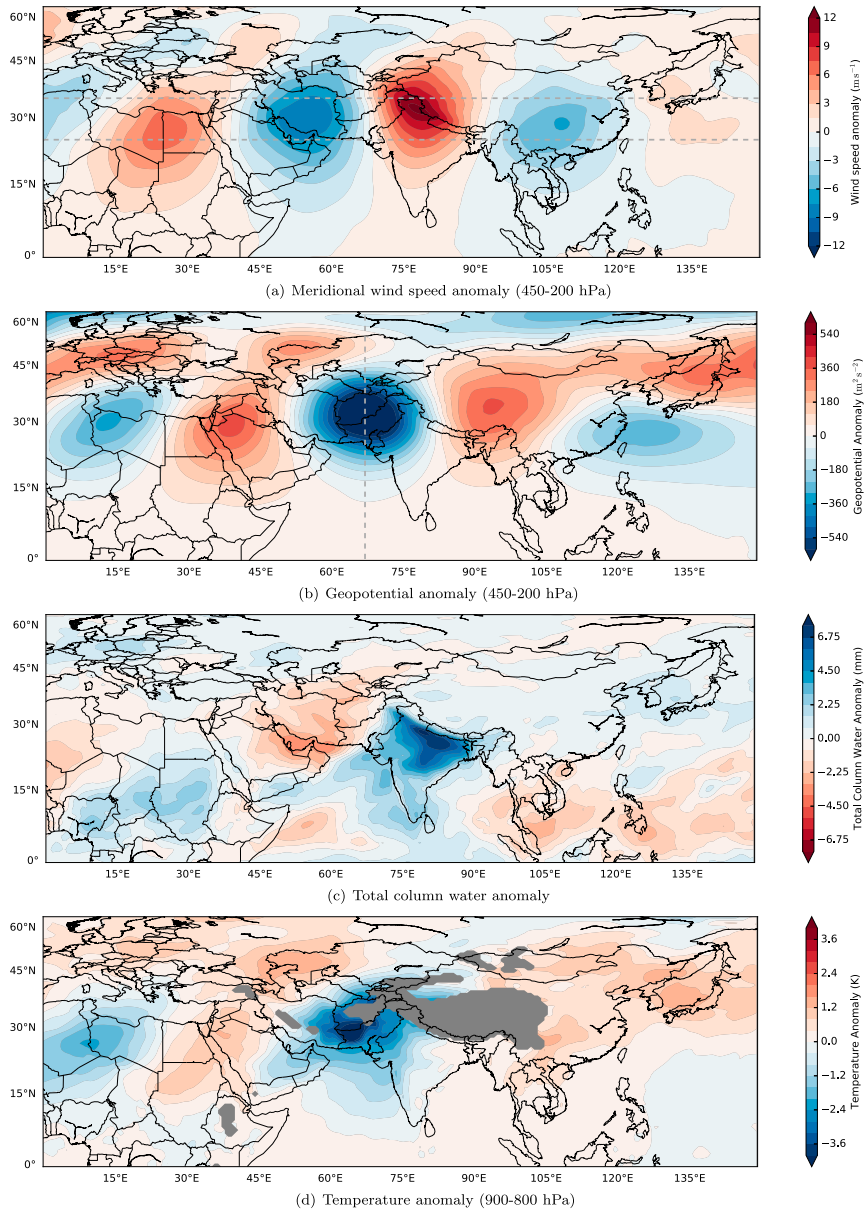 60°N
45°N
30°N
15°N
0°
15°E 30°E 45°E 60°E 75°E 90°E 105°E 120°E 135°E
12
9
6
3
0
−3
−6
−9
−12
Wind speed anomaly (ms⁻¹)
(a) Meridional wind speed anomaly (450-200 hPa)
60°N
45°N
30°N
15°N
0°
15°E 30°E 45°E 60°E 75°E 90°E 105°E 120°E 135°E
540
360
180
0
−180
−360
−540
Geopotential Anomaly (m² s⁻²)
(b) Geopotential anomaly (450-200 hPa)
60°N
45°N
30°N
15°N
0°
15°E 30°E 45°E 60°E 75°E 90°E 105°E 120°E 135°E
6.75
4.50
2.25
0.00
−2.25
−4.50
−6.75
Total Column Water Anomaly (mm)
(c) Total column water anomaly
60°N
45°N
30°N
15°N
0°
15°E 30°E 45°E 60°E 75°E 90°E 105°E 120°E 135°E
3.6
2.4
1.2
0.0
−1.2
−2.4
−3.6
Temperature Anomaly (K)
(d) Temperature anomaly (900-800 hPa)